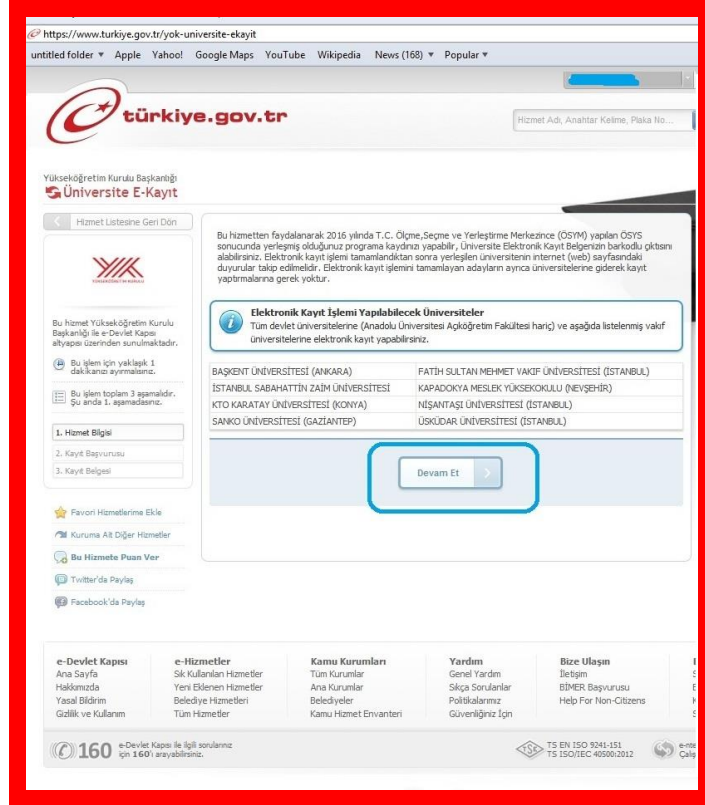 https://www.turkiye.gov.tr/yok-universite-ekayit
untitled folder ▾ Apple Yahoo! Google Maps YouTube Wikipedia News (168) ▾ Popular ▾
türkiye.gov.tr
Hizmet Adı, Anahtar Kelime, Plaka No...
Yükseköğretim Kurulu Başkanlığı
Üniversite E-Kayıt
Hizmet Listesine Geri Dön
YÜKSEKÖĞRETİM KURULU
Bu hizmet Yükseköğretim Kurulu
Başkanlığı ile e-Devlet Kapısı
altyapısı üzerinden sunulmaktadır.
Bu işlem için yaklaşık 1
dakikanızı ayırmalısınız.
Bu işlem toplam 3 aşamalıdır.
Şu anda 1. aşamadasınız.
1. Hizmet Bilgisi
2. Kayıt Başvurusu
3. Kayıt Belgesi
Favori Hizmetlerime Ekle
Kuruma Ait Diğer Hizmetler
Bu Hizmete Puan Ver
Twitter'da Paylaş
Facebook'da Paylaş
Bu hizmetten faydalanarak 2016 yılında T.C. Ölçme,Seçme ve Yerleştirme Merkezince (ÖSYM) yapılan ÖSYS
sonucunda yerleşmiş olduğunuz programa kaydınızı yapabilir, Üniversite Elektronik Kayıt Belgenizin barkodlu çıktısını
alabilirsiniz. Elektronik kayıt işlemi tamamlandıktan sonra yerleşilen üniversitenin internet (web) sayfasındaki
duyurular takip edilmelidir. Elektronik kayıt işlemini tamamlayan adayların ayrıca üniversitelerine giderek kayıt
yaptırmalarına gerek yoktur.
Elektronik Kayıt İşlemi Yapılabilecek Üniversiteler
Tüm devlet üniversitelerine (Anadolu Üniversitesi Açıköğretim Fakültesi hariç) ve aşağıda listelenmiş vakıf
üniversitelerine elektronik kayıt yapabilirsiniz.
BAŞKENT ÜNİVERSİTESİ (ANKARA) FATİH SULTAN MEHMET VAKIF ÜNİVERSİTESİ (İSTANBUL)
İSTANBUL SABAHATTİN ZAİM ÜNİVERSİTESİ KAPADOKYA MESLEK YÜKSEKOKULU (NEVŞEHİR)
KTO KARATAY ÜNİVERSİTESİ (KONYA) NİŞANTAŞI ÜNİVERSİTESİ (İSTANBUL)
SANKO ÜNİVERSİTESİ (GAZİANTEP) ÜSKÜDAR ÜNİVERSİTESİ (İSTANBUL)
Devam Et
e-Devlet Kapısı e-Hizmetler Kamu Kurumları Yardım Bize Ulaşın
Ana Sayfa Sık Kullanılan Hizmetler Tüm Kurumlar Genel Yardım İletişim
Hakkımızda Yeni Eklenen Hizmetler Ana Kurumlar Sıkça Sorulanlar BİMER Başvurusu
Yasal Bildirim Belediye Hizmetleri Belediyeler Politikalarımız Help For Non-Citizens
Gizlilik ve Kullanım Tüm Hizmetler Kamu Hizmet Envanteri Güvenliğiniz İçin
160 e-Devlet Kapısı ile ilgili sorularınız
için 160'ı arayabilirsiniz.
TSE TS EN ISO 9241-151
TS ISO/IEC 40500:2012